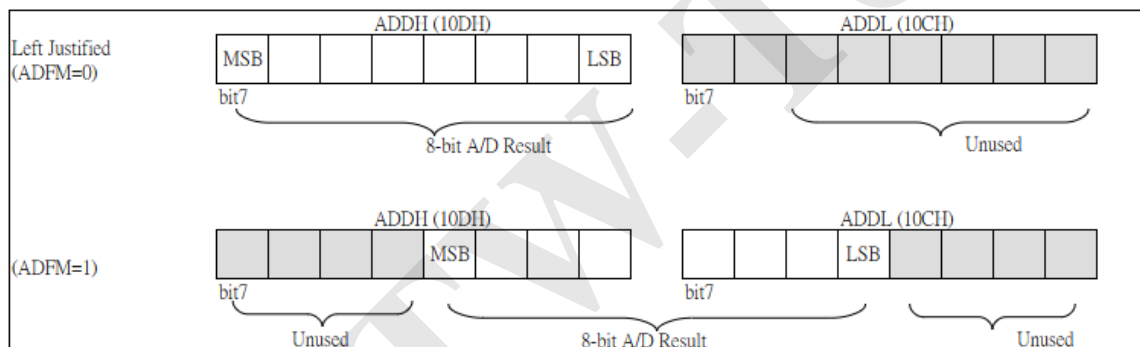 ADDH (10DH) ADDL (10CH)
Left Justified
(ADFM=0)
MSB LSB
bit7 bit7
8-bit A/D Result Unused
ADDH (10DH) ADDL (10CH)
(ADFM=1)
MSB LSB
bit7 bit7
Unused 8-bit A/D Result Unused